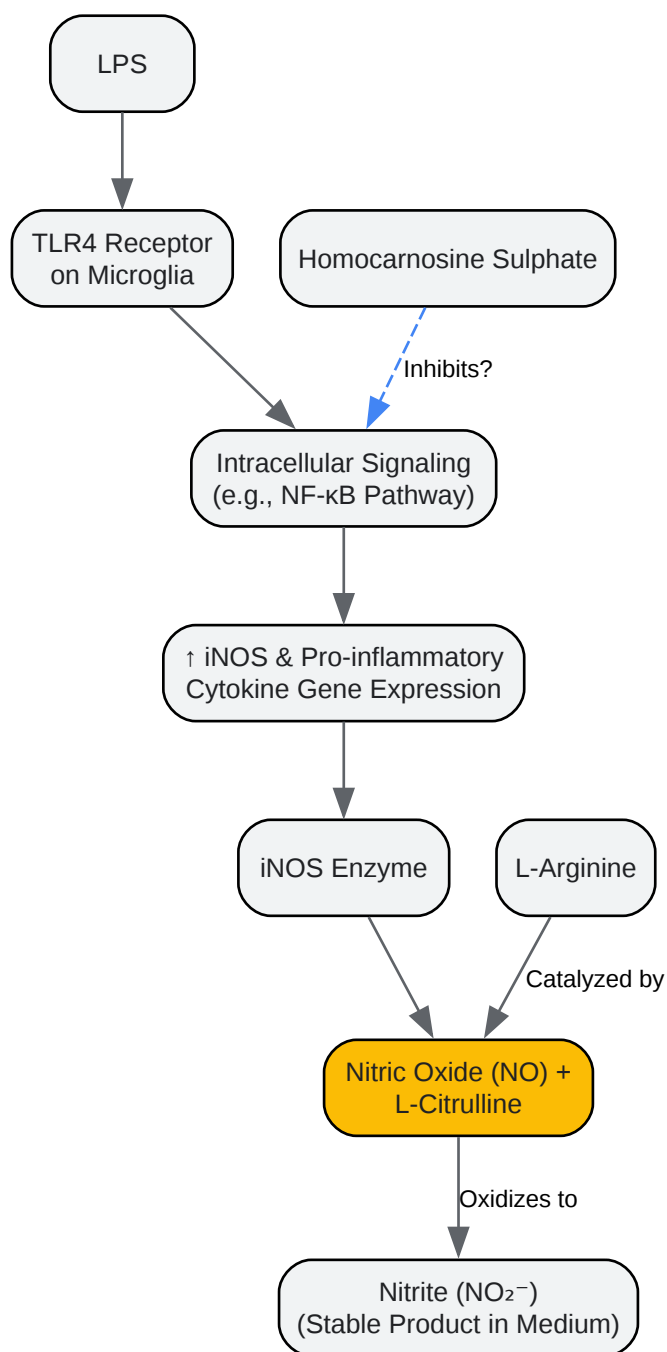 LPS
TLR4 Receptor
on Microglia
Homocarnosine Sulphate
Inhibits?
Intracellular Signaling
(e.g., NF-κB Pathway)
↑ iNOS & Pro-inflammatory
Cytokine Gene Expression
iNOS Enzyme
L-Arginine
Catalyzed by
Nitric Oxide (NO) +
L-Citrulline
Oxidizes to
Nitrite (NO₂⁻)
(Stable Product in Medium)